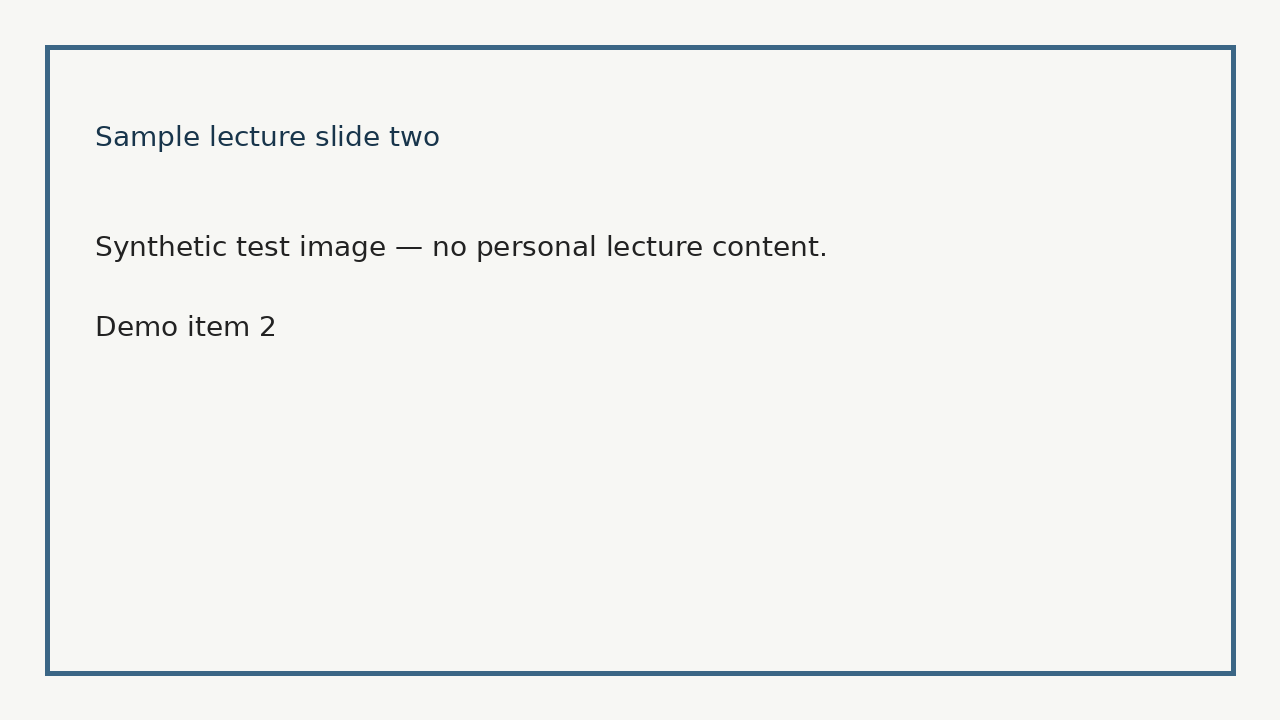 Sample lecture slide two
Synthetic test image — no personal lecture content.
Demo item 2